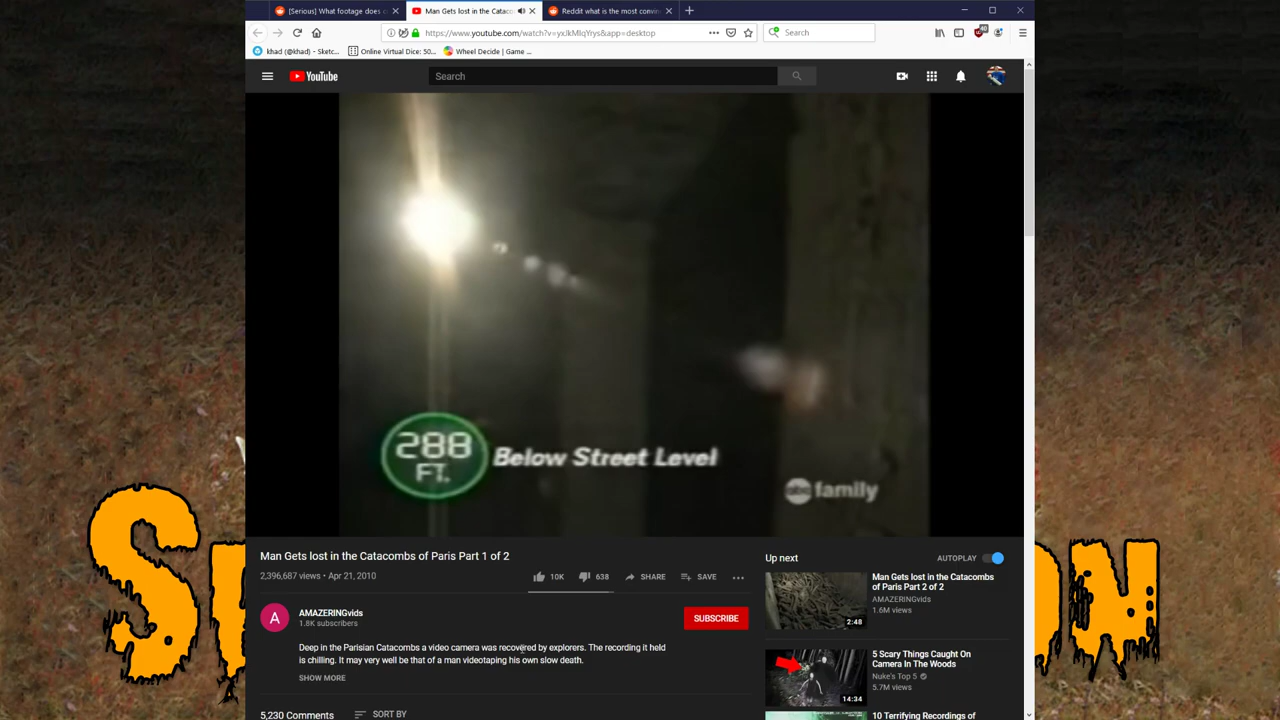 [Serious] What footage does c
Man Gets lost in the Catacor
Reddit what is the most convin
https://www.youtube.com/watch?v=yxJkMlqYrys&app=desktop
Search
40
khad (@khad) - Sketc...
Online Virtual Dice: 50...
Wheel Decide | Game ...
YouTube
Search
288
FT.
Below Street Level
abc family
Man Gets lost in the Catacombs of Paris Part 1 of 2
2,396,687 views • Apr 21, 2010
10K
638
SHARE
SAVE
A
AMAZERINGvids
1.8K subscribers
SUBSCRIBE
Deep in the Parisian Catacombs a video camera was recovered by explorers. The recording it held
is chilling. It may very well be that of a man videotaping his own slow death.
SHOW MORE
5,230 Comments
SORT BY
Up next
AUTOPLAY
Man Gets lost in the Catacombs
of Paris Part 2 of 2
AMAZERINGvids
1.6M views
2:48
5 Scary Things Caught On
Camera In The Woods
Nuke's Top 5
5.7M views
14:34
10 Terrifying Recordings of